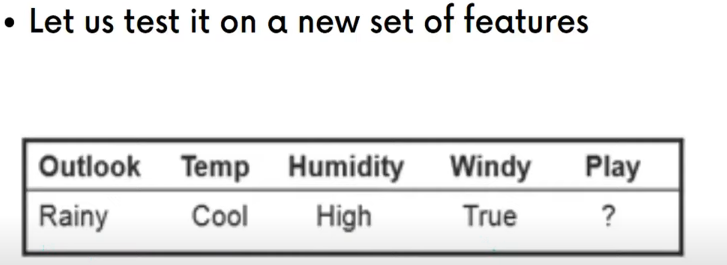 • Let us test it on a new set of features
Outlook Temp Humidity Windy Play
Rainy Cool High True ?